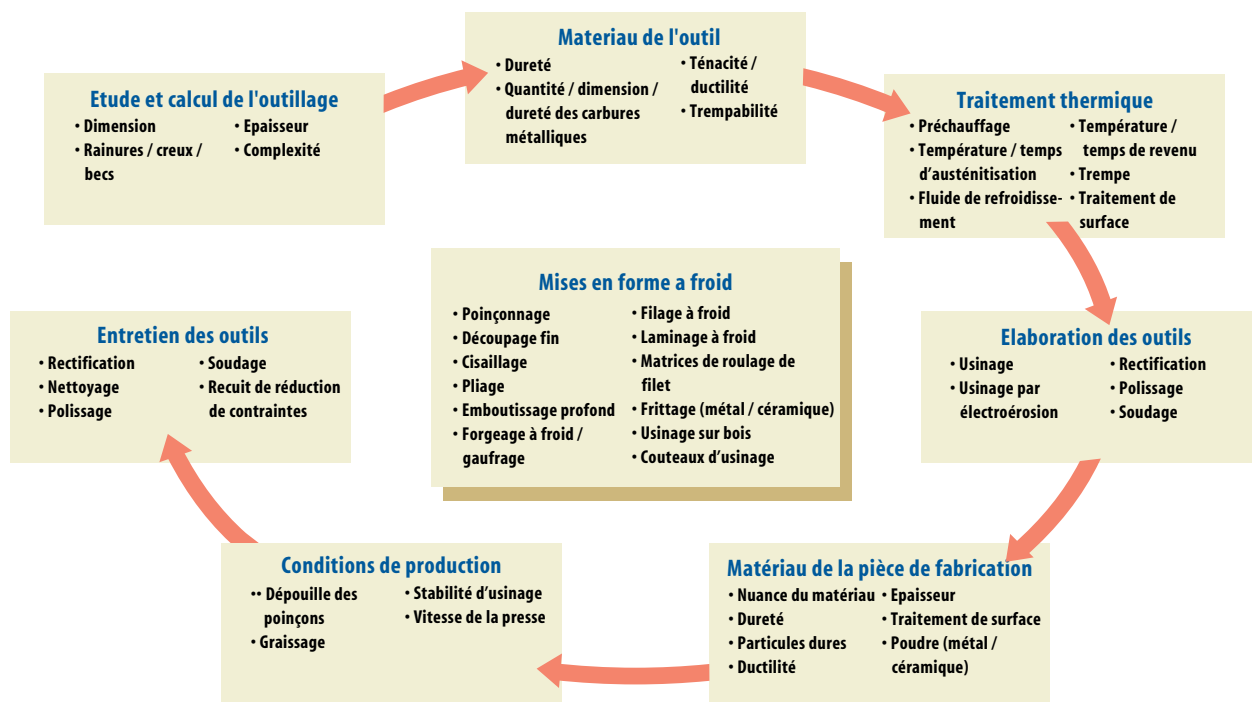 Materiau de l'outil
• Dureté
• Quantité / dimension /
dureté des carbures
métalliques
• Ténacité /
ductilité
• Trempabilité
Etude et calcul de l'outillage
• Dimension
• Rainures / creux /
becs
• Epaisseur
• Complexité
Traitement thermique
• Préchauffage
• Température / temps
d'austénitisation
• Fluide de refroidisse-
ment
• Température /
temps de revenu
• Trempe
• Traitement de
surface
Mises en forme a froid
• Poinçonnage
• Découpage fin
• Cisaillage
• Pliage
• Emboutissage profond
• Forgeage à froid /
gaufrage
• Filage à froid
• Laminage à froid
• Matrices de roulage de
filet
• Frittage (métal / céramique)
• Usinage sur bois
• Couteaux d'usinage
Entretien des outils
• Rectification
• Nettoyage
• Polissage
• Soudage
• Recuit de réduction
de contraintes
Elaboration des outils
• Usinage
• Usinage par
électroérosion
• Rectification
• Polissage
• Soudage
Conditions de production
•• Dépouille des
poinçons
• Graissage
• Stabilité d'usinage
• Vitesse de la presse
Matériau de la pièce de fabrication
• Nuance du matériau
• Dureté
• Particules dures
• Ductilité
• Epaisseur
• Traitement de surface
• Poudre (métal /
céramique)